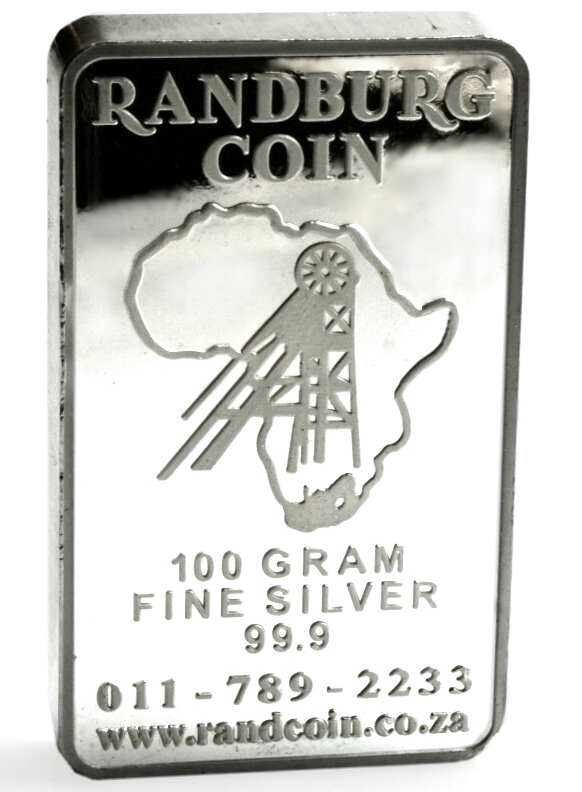 RANDBURG
COIN
100 GRAM
FINE SILVER
99.9
011-789-2233
www.randcoin.co.za